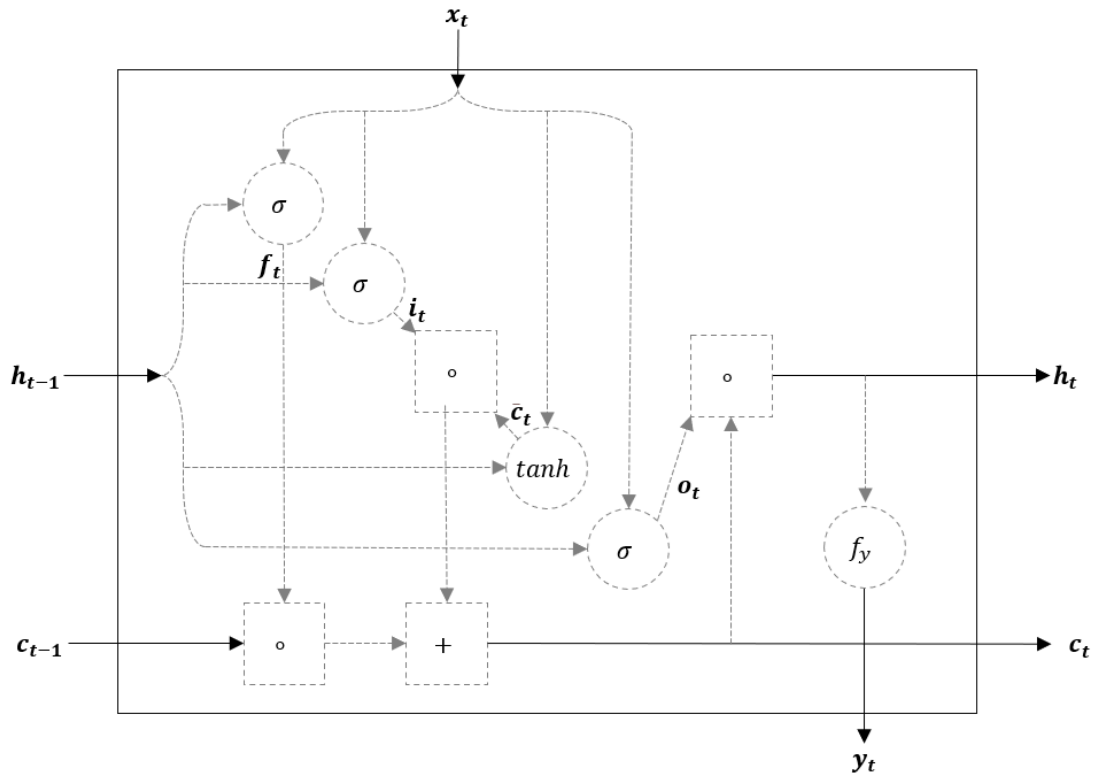 x_t
σ
f_t
σ
i_t
h_{t-1}
∘
∘
h_t
c̄_t
tanh
o_t
σ
f_y
c_{t-1}
∘
+
c_t
y_t